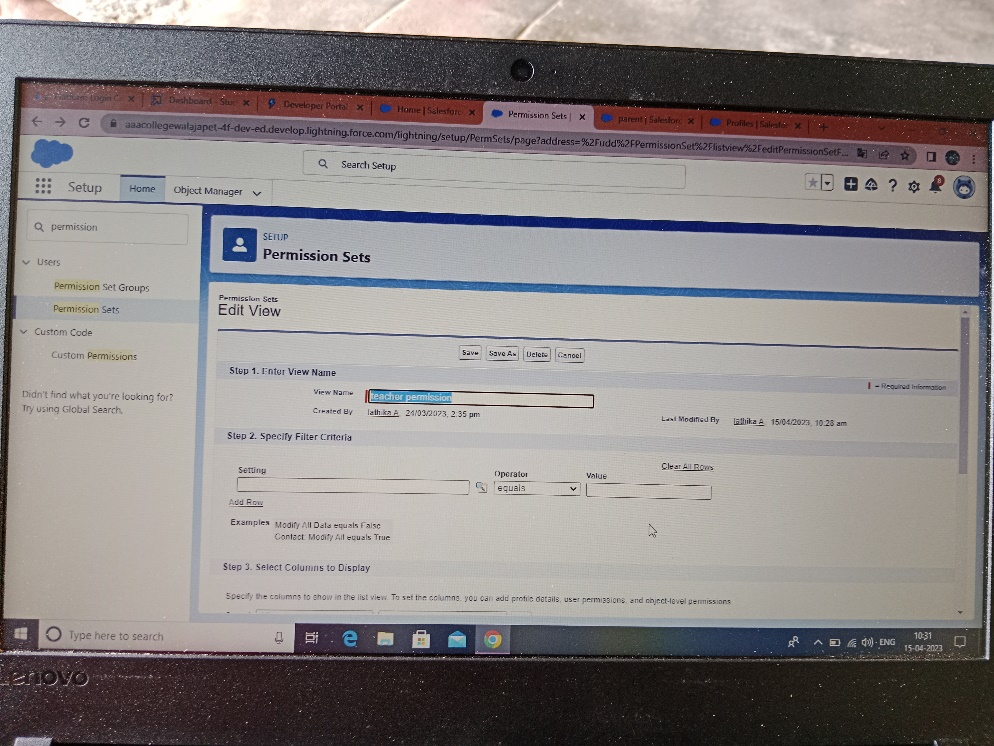 Dashboard - Stu
Developer Portal
Home | Salesforc
Permission Sets |
parent | Salesforc
Profiles | Salesfor
aaacollegewalajapet-4f-dev-ed.develop.lightning.force.com/lightning/setup/PermSets/page?address=%2Fudd%2FPermissionSet%2Flistview%2FeditPermissionSetF...
Search Setup
Setup
Home
Object Manager
8
permission
Users
Permission Set Groups
Permission Sets
Custom Code
Custom Permissions
Didn't find what you're looking for?
Try using Global Search.
SETUP
Permission Sets
Permission Sets
Edit View
Save Save As Delete Cancel
Step 1. Enter View Name
= Required Information
View Name teacher permission
Created By lathika A 24/03/2023, 2:35 pm
Last Modified By lathika A 15/04/2023, 10:28 am
Step 2. Specify Filter Criteria
Clear All Rows
Setting Operator Value
equals
Add Row
Examples Modify All Data equals False
Contact: Modify All equals True
Step 3. Select Columns to Display
Specify the columns to show in the list view. To set the columns, you can add profile details, user permissions, and object-level permissions
Type here to search
ENG
10:31
15-04-2023
Lenovo